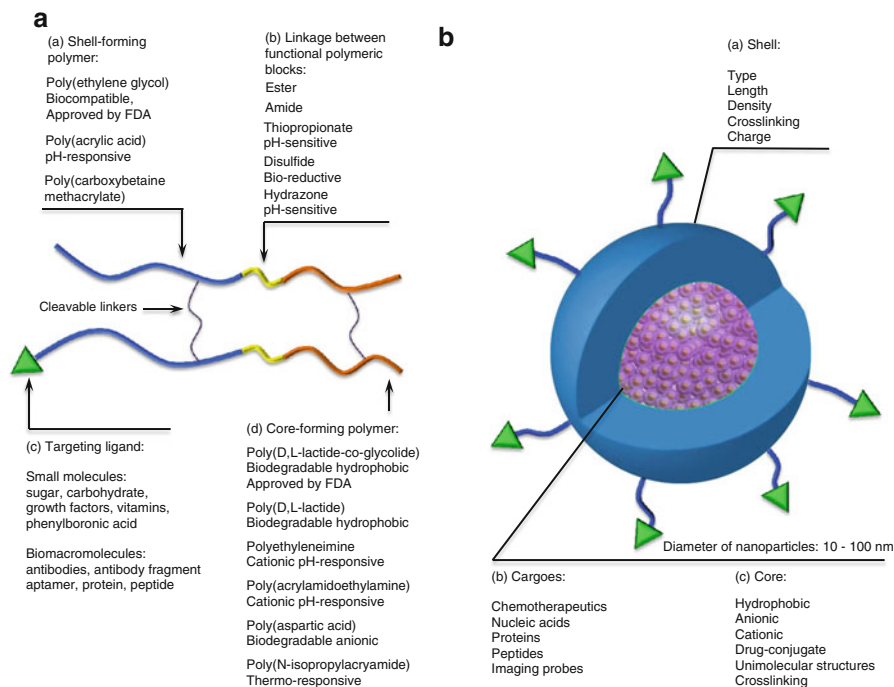 a
(a) Shell-forming
polymer:
Poly(ethylene glycol)
Biocompatible,
Approved by FDA
Poly(acrylic acid)
pH-responsive
Poly(carboxybetaine
methacrylate)
(b) Linkage between
functional polymeric
blocks:
Ester
Amide
Thiopropionate
pH-sensitive
Disulfide
Bio-reductive
Hydrazone
pH-sensitive
Cleavable linkers
(c) Targeting ligand:
Small molecules:
sugar, carbohydrate,
growth factors, vitamins,
phenylboronic acid
Biomacromolecules:
antibodies, antibody fragment
aptamer, protein, peptide
(d) Core-forming polymer:
Poly(D,L-lactide-co-glycolide)
Biodegradable hydrophobic
Approved by FDA
Poly(D,L-lactide)
Biodegradable hydrophobic
Polyethyleneimine
Cationic pH-responsive
Poly(acrylamidoethylamine)
Cationic pH-responsive
Poly(aspartic acid)
Biodegradable anionic
Poly(N-isopropylacryamide)
Thermo-responsive
b
(a) Shell:
Type
Length
Density
Crosslinking
Charge
Diameter of nanoparticles: 10 - 100 nm
(b) Cargoes:
Chemotherapeutics
Nucleic acids
Proteins
Peptides
Imaging probes
(c) Core:
Hydrophobic
Anionic
Cationic
Drug-conjugate
Unimolecular structures
Crosslinking